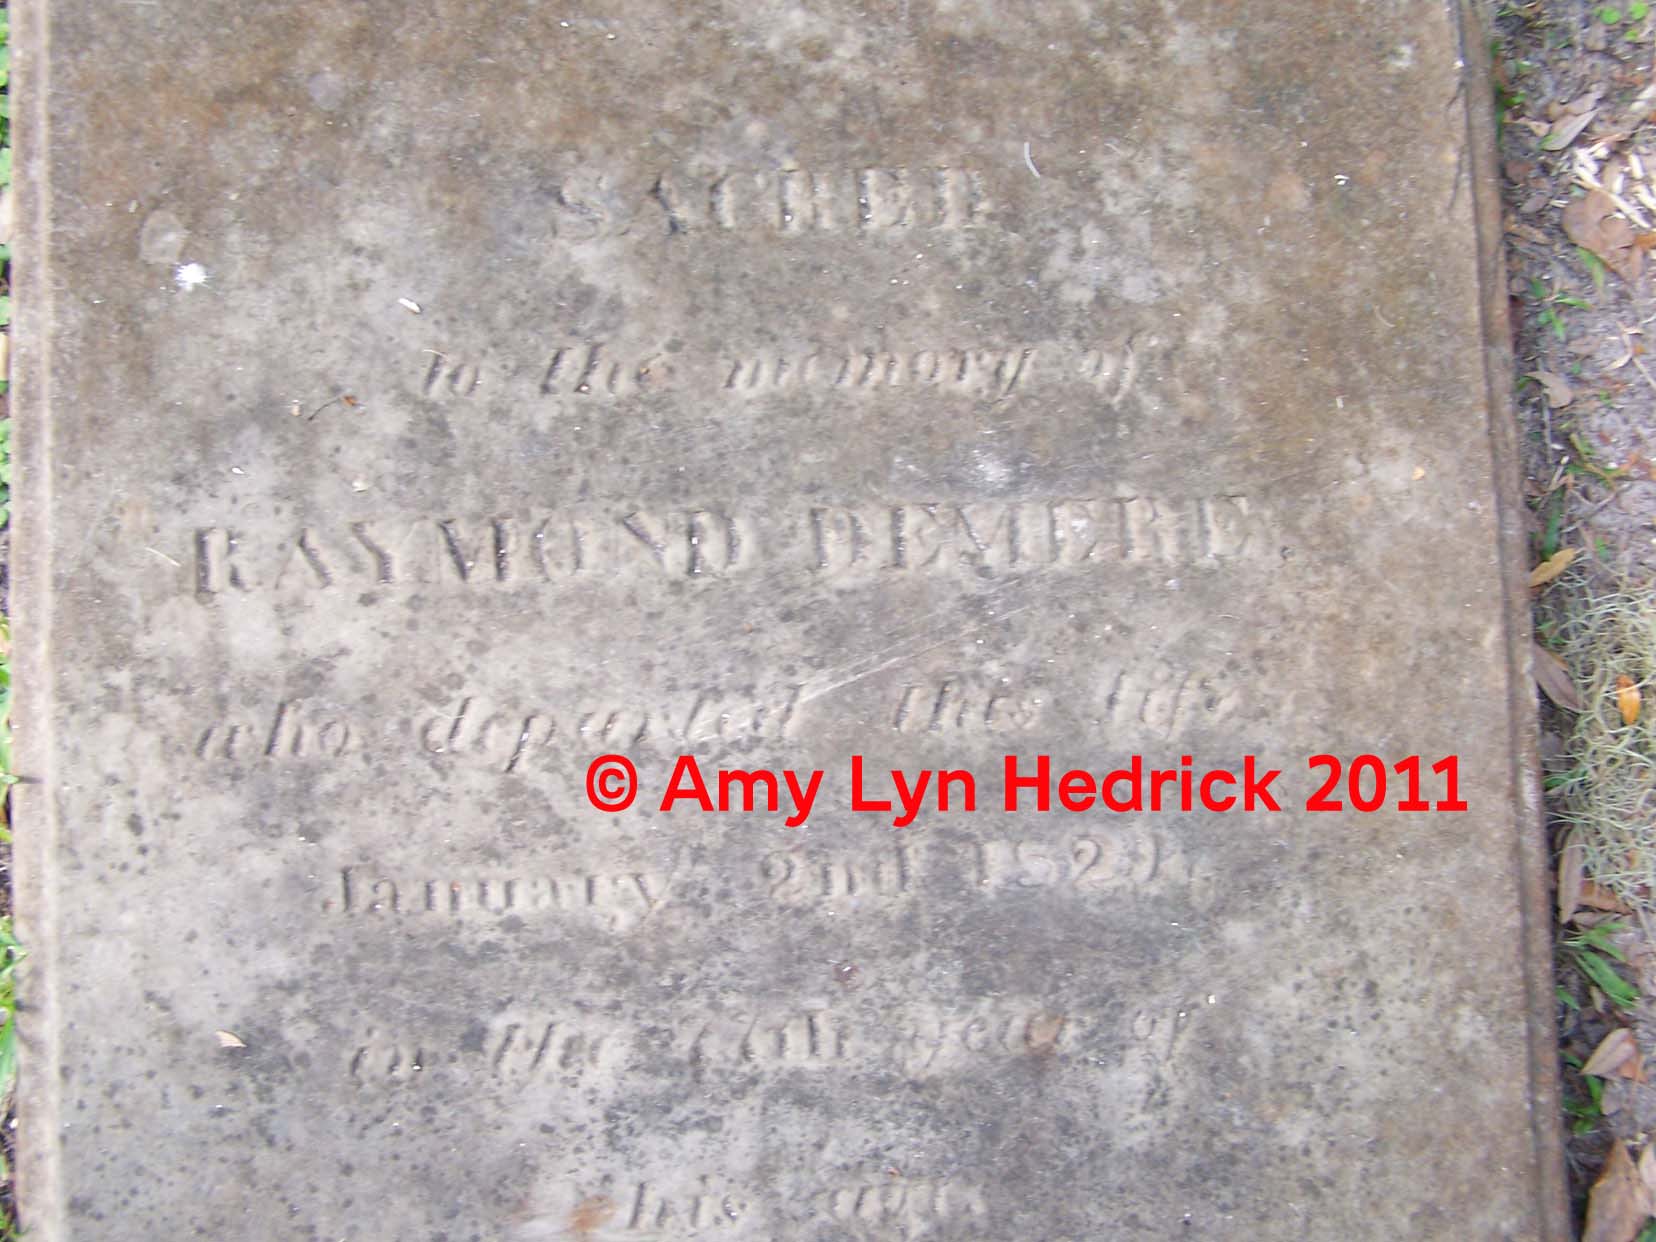 SACRED
to the memory of
RAYMOND DEMERE.
who departed this life
© Amy Lyn Hedrick 2011
January 2nd
in the year of
his age.